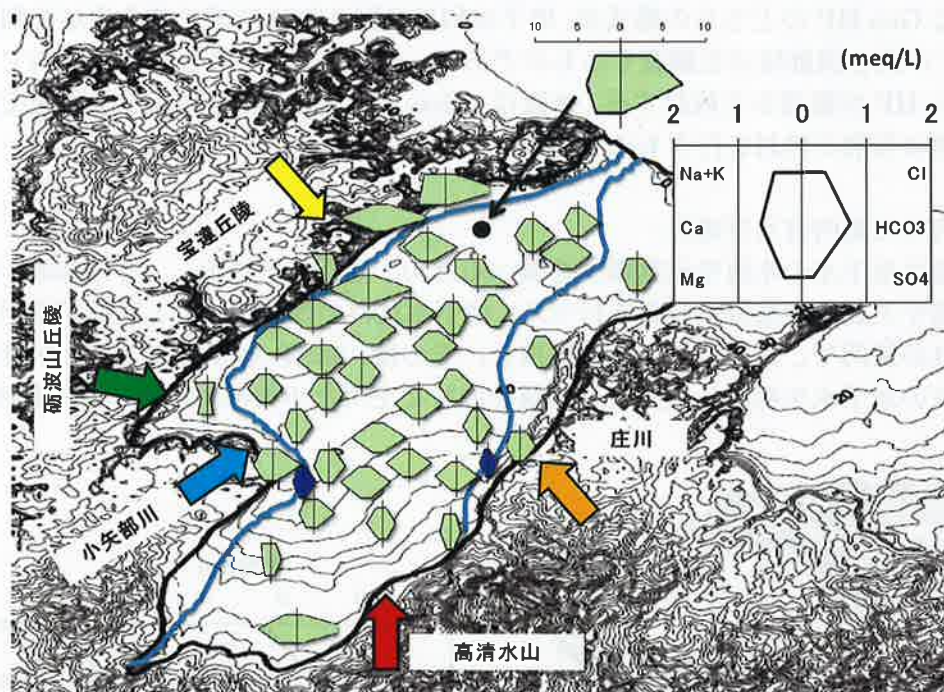 10 5 0 5 10
(meq/L)
2 1 0 1 2
Na+K Cl
Ca HCO3
Mg SO4
宝達丘陵
砺波山丘陵
小矢部川
庄川
高清水山